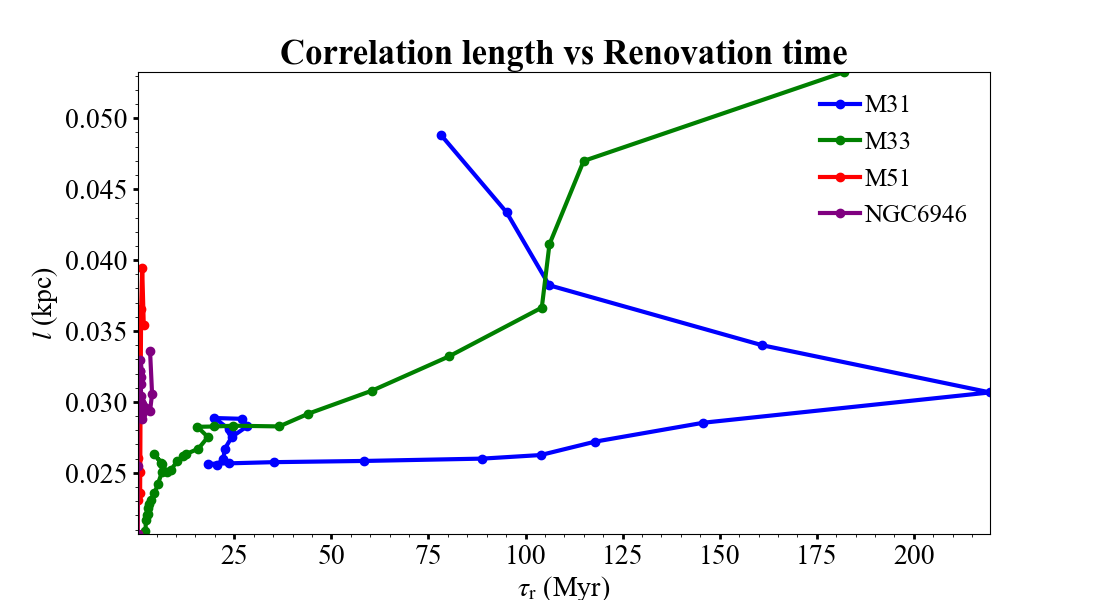 Correlation length vs Renovation time
0.050
0.045
0.040
0.035
0.030
0.025
l (kpc)
M31
M33
M51
NGC6946
25 50 75 100 125 150 175 200
τr (Myr)